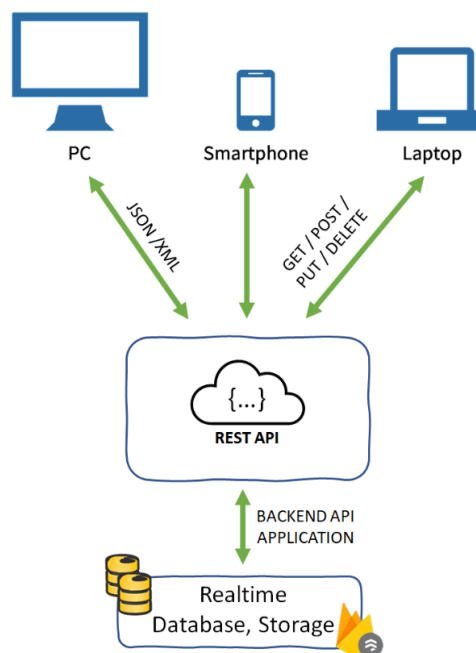 PC
Smartphone
Laptop
JSON /XML
GET / POST /
PUT / DELETE
{...}
REST API
BACKEND API
APPLICATION
Realtime
Database, Storage